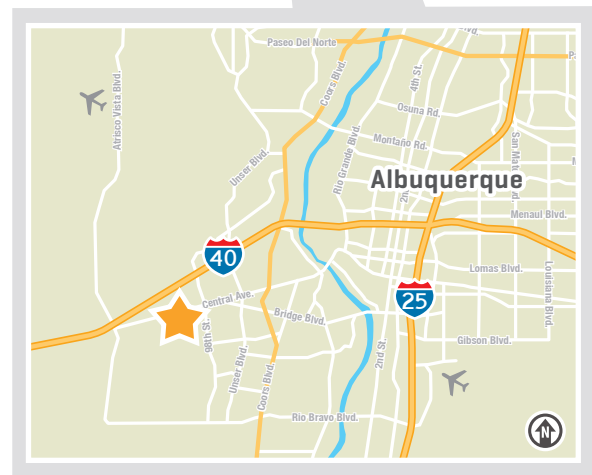 Paseo Del Norte
Blvd.
Coors Blvd.
4th St.
Atrisco Vista Blvd.
Osuna Rd.
Montaño Rd.
Unser Blvd.
Rio Grande Blvd.
Albuquerque
2nd
San Mat
M
Menaul Blvd.
40
Lomas Blvd.
Louisiana Blvd.
25
Central Ave.
98th St.
Bridge Blvd.
Gibson Blvd.
Unser Blvd.
Coors Blvd.
2nd St.
Rio Bravo Blvd.
N